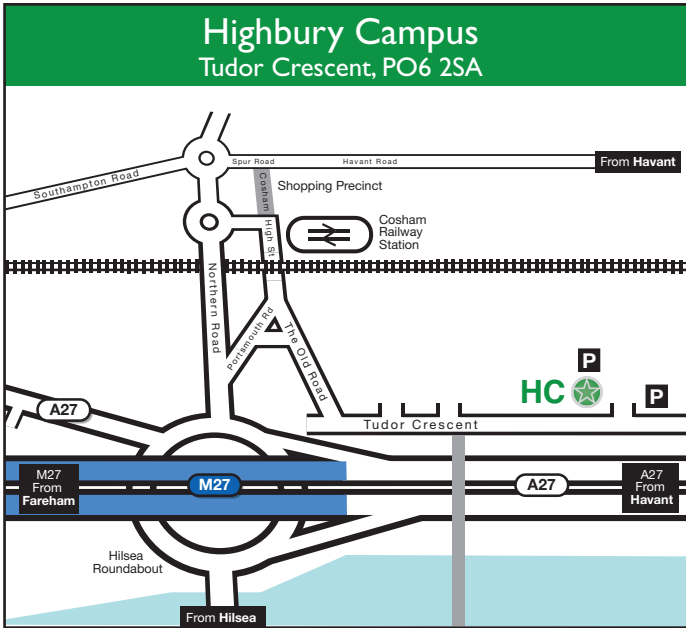 Highbury Campus
Tudor Crescent, PO6 2SA
Southampton Road
Spur Road
Havant Road
From Havant
Cosham High St
Shopping Precinct
Cosham
Railway
Station
Northern Road
Portsmouth Rd
The Old Road
P
HC
P
A27
Tudor Crescent
M27
From
Fareham
M27
A27
A27
From
Havant
Hilsea
Roundabout
From Hilsea